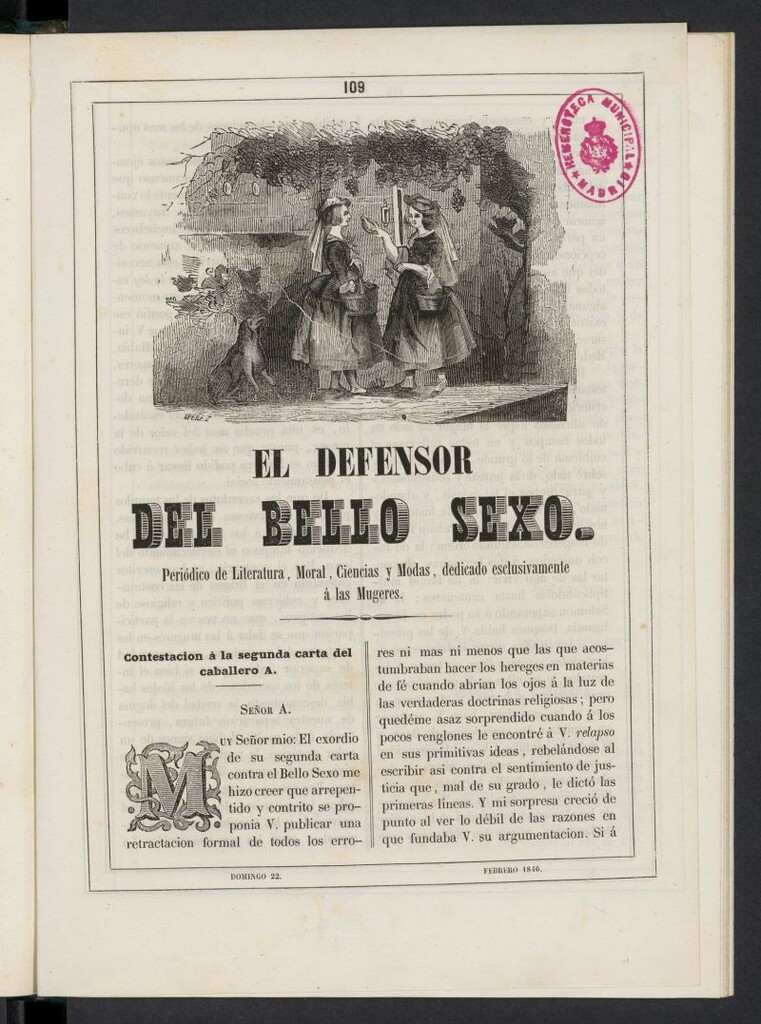 109
HEMEROTECA MUNICIPAL
MADRID
EL DEFENSOR
DEL BELLO SEXO.
Periódico de Literatura, Moral, Ciencias y Modas, dedicado esclusivamente
á las Mugeres.
Contestacion à la segunda carta del
caballero A.
SEÑOR A.
MUY Señor mio: El exordio
de su segunda carta
contra el Bello Sexo me
hizo creer que arrepen-
tido y contrito se pro-
ponia V. publicar una
retractacion formal de todos los erro-
res ni mas ni menos que las que acos-
tumbraban hacer los hereges en materias
de fé cuando abrian los ojos á la luz de
las verdaderas doctrinas religiosas; pero
quedéme asaz sorprendido cuando á los
pocos renglones le encontré á V. relapso
en sus primitivas ideas, rebelándose al
escribir asi contra el sentimiento de jus-
ticia que, mal de su grado, le dictó las
primeras líneas. Y mi sorpresa creció de
punto al ver lo débil de las razones en
que fundaba V. su argumentacion. Si á
DOMINGO 22.
FEBRERO 1846.